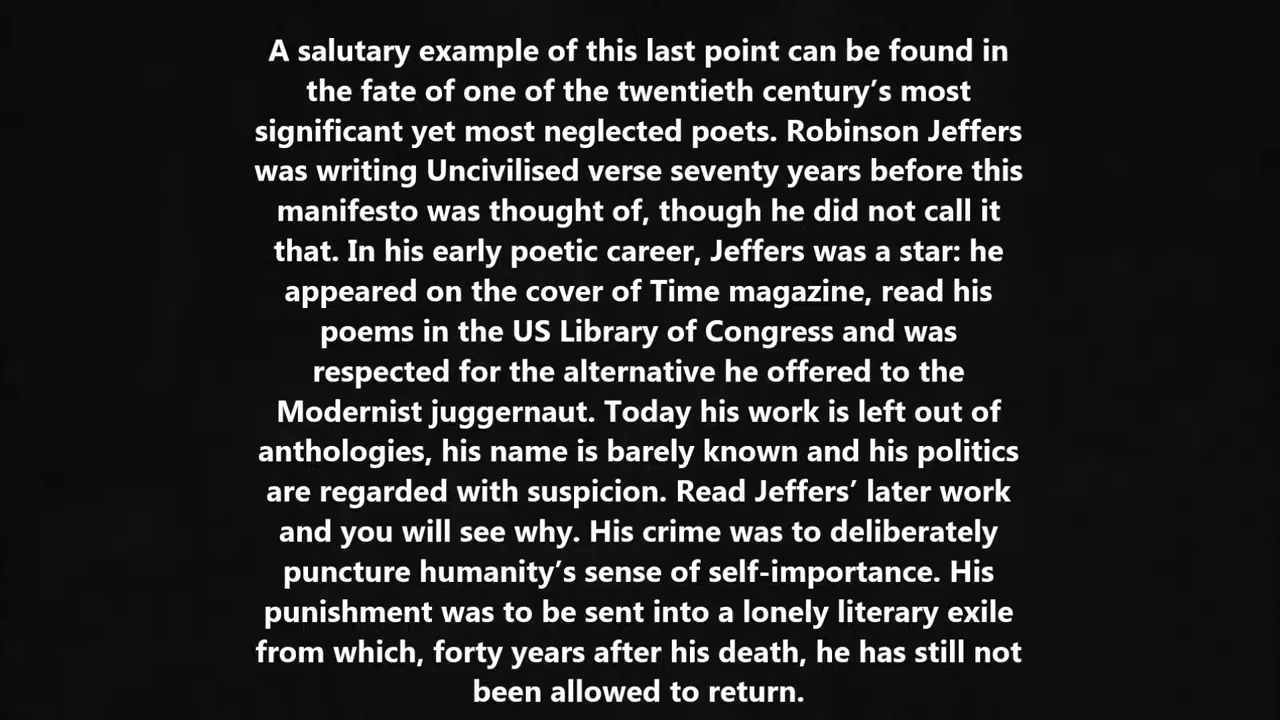 A salutary example of this last point can be found in
the fate of one of the twentieth century’s most
significant yet most neglected poets. Robinson Jeffers
was writing Uncivilised verse seventy years before this
manifesto was thought of, though he did not call it
that. In his early poetic career, Jeffers was a star: he
appeared on the cover of Time magazine, read his
poems in the US Library of Congress and was
respected for the alternative he offered to the
Modernist juggernaut. Today his work is left out of
anthologies, his name is barely known and his politics
are regarded with suspicion. Read Jeffers’ later work
and you will see why. His crime was to deliberately
puncture humanity’s sense of self-importance. His
punishment was to be sent into a lonely literary exile
from which, forty years after his death, he has still not
been allowed to return.